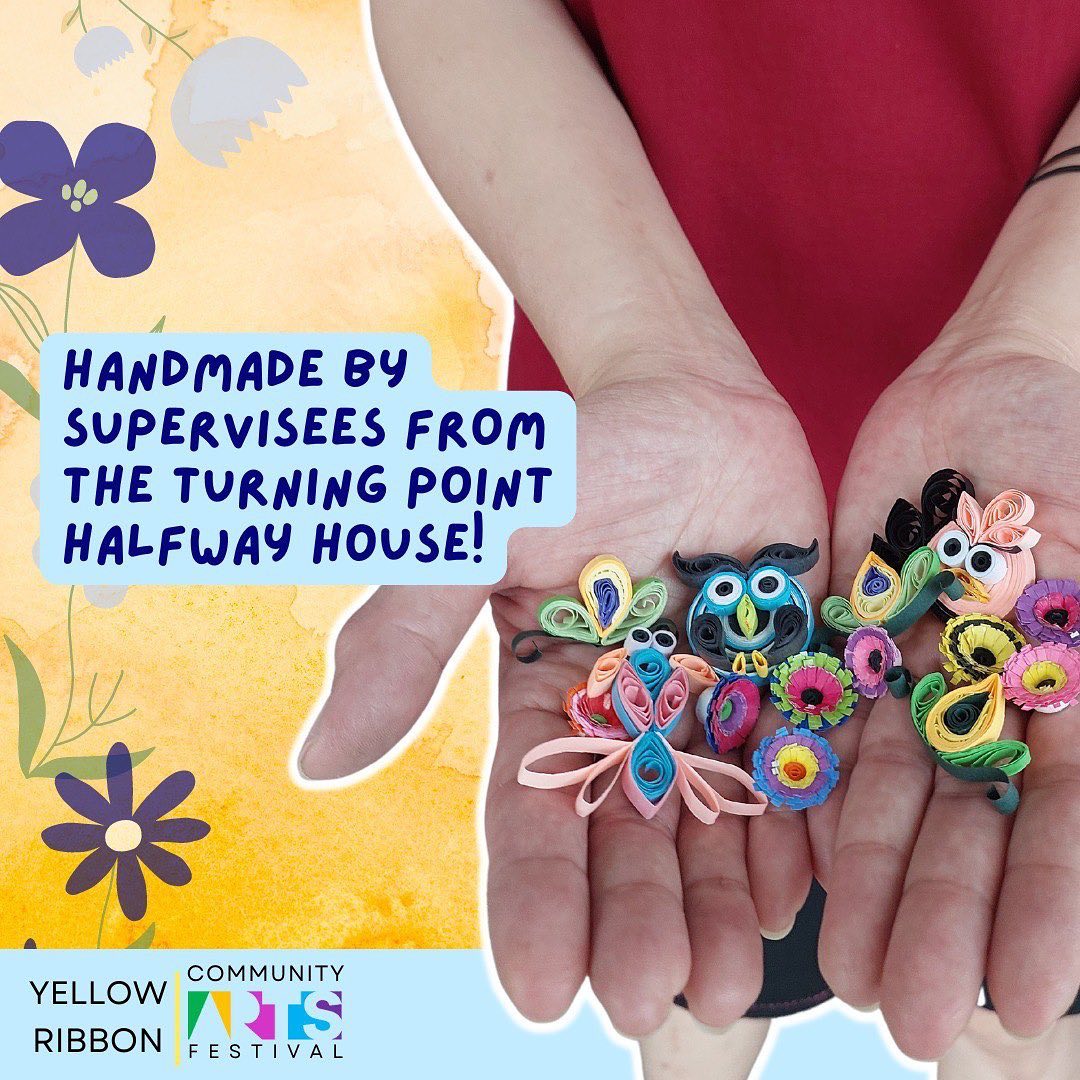 HANDMADE BY
SUPERVISEES FROM
THE TURNING POINT
HALFWAY HOUSE!
YELLOW
RIBBON
COMMUNITY
ARTS
FESTIVAL